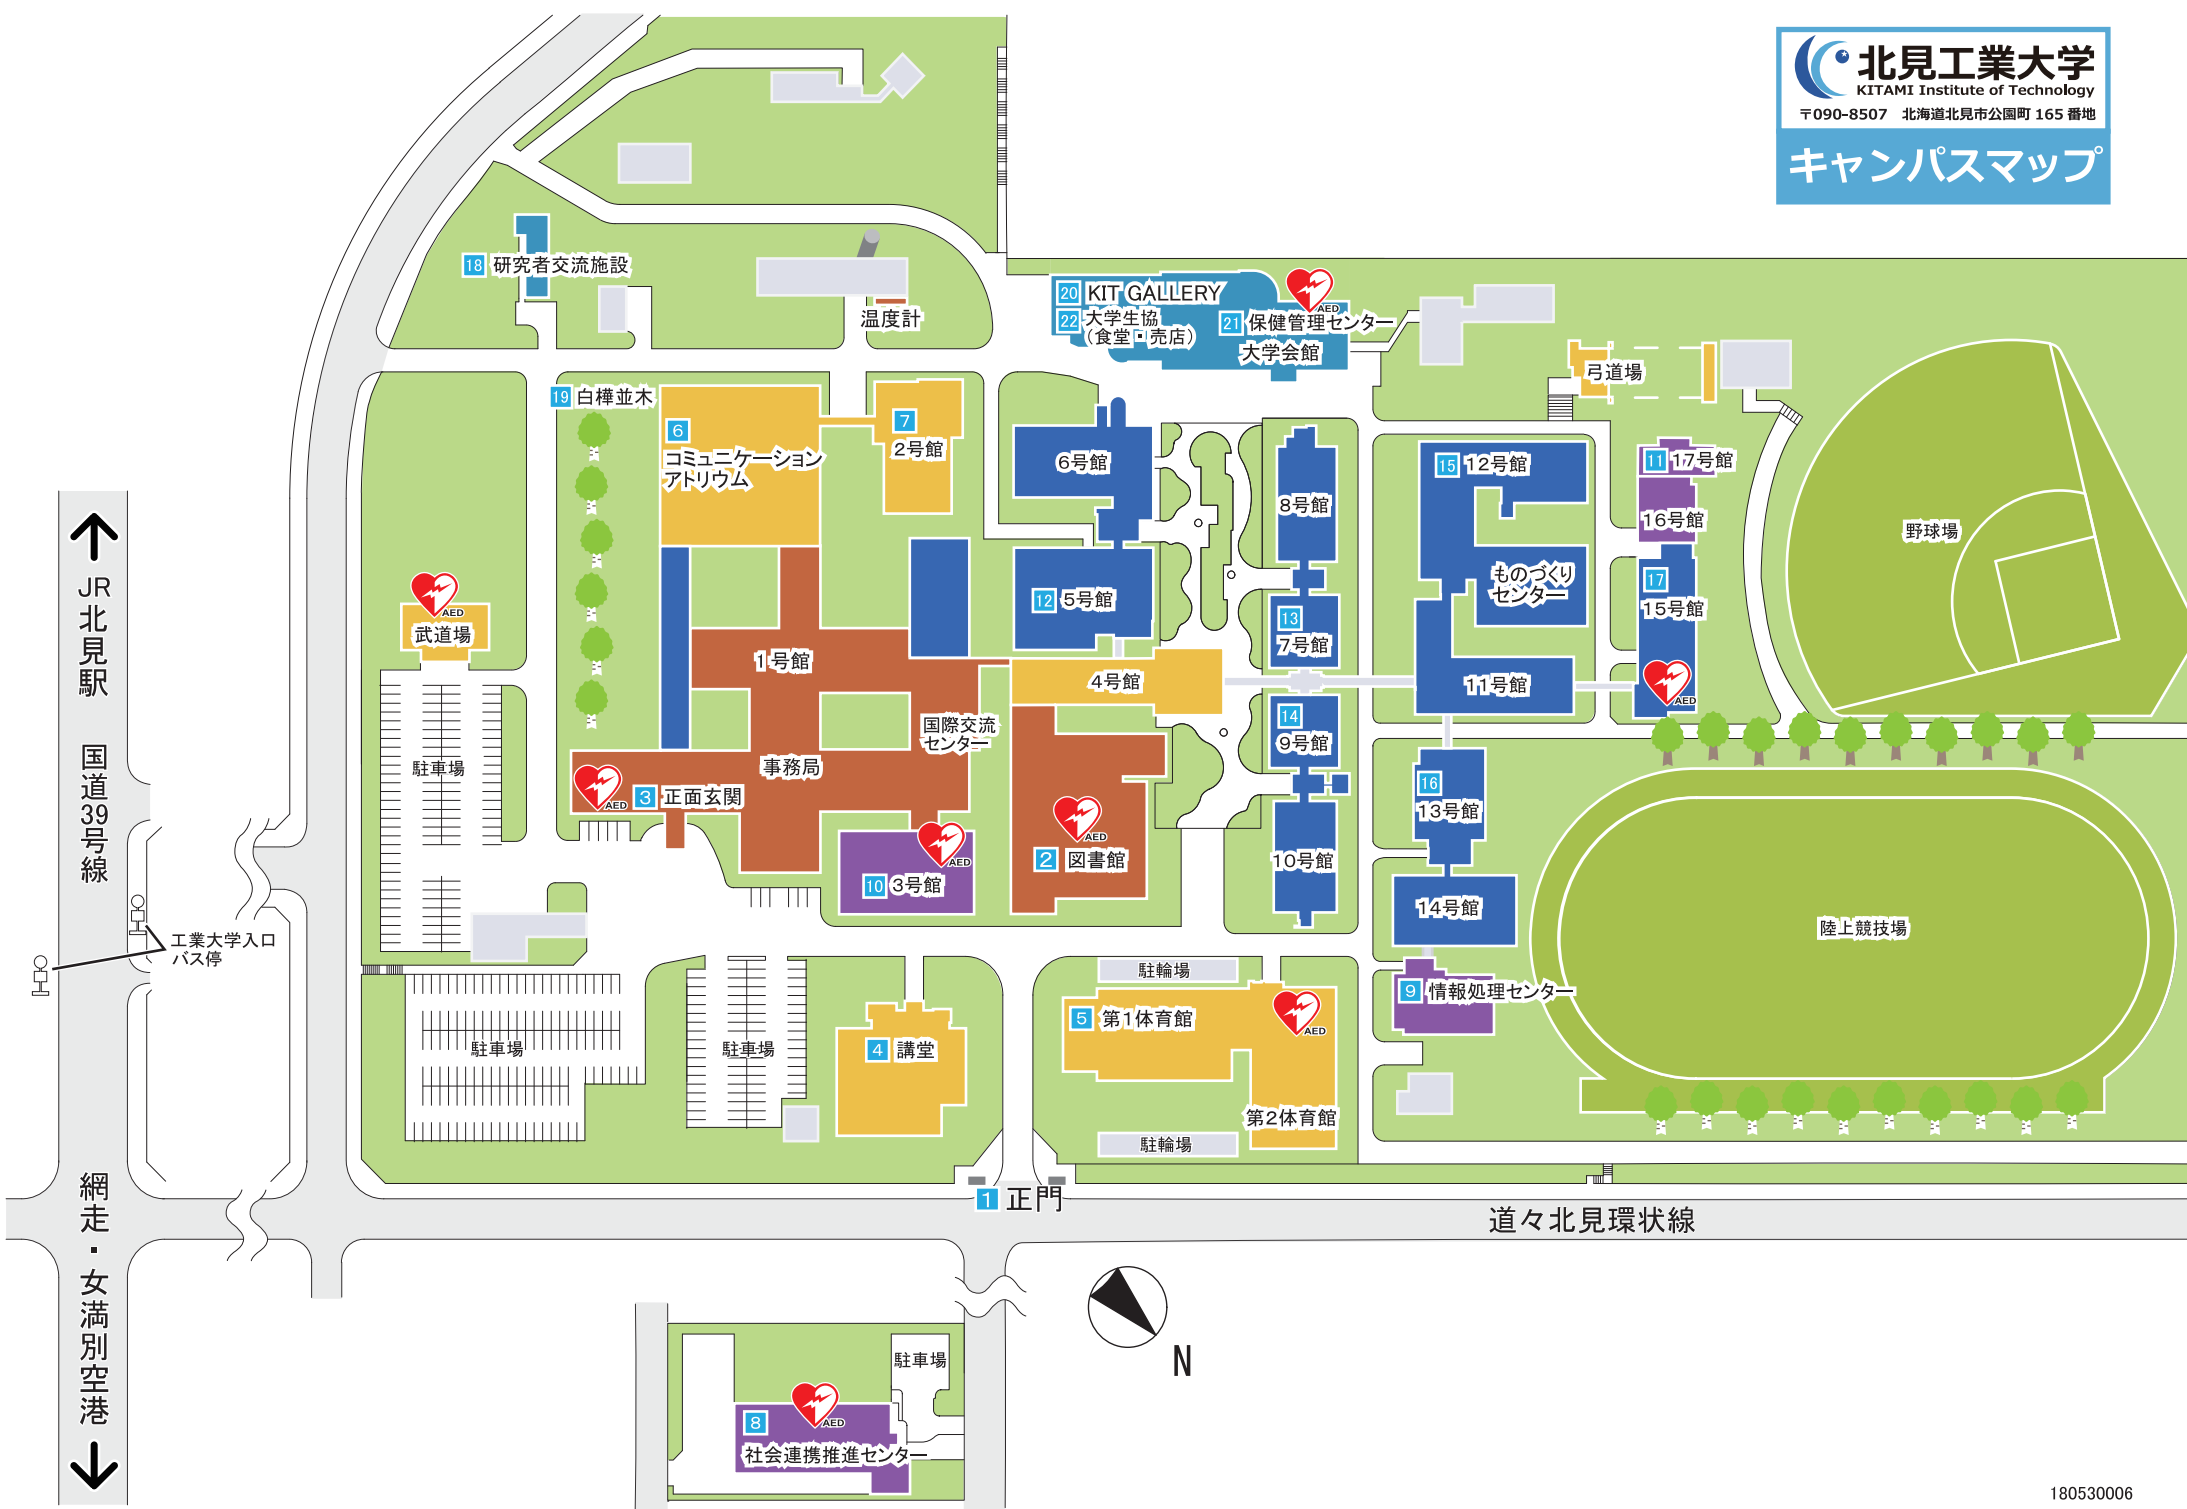 北見工業大学
KITAMI Institute of Technology
〒090-8507 北海道北見市公園町 165 番地
キャンパスマップ
18 研究者交流施設
温度計
20 KIT GALLERY
22 大学生協
(食堂・売店)
AED
21 保健管理センター
大学会館
弓道場
19 白樺並木
6
コミュニケーション
アトリウム
7
2号館
6号館
8号館
15 12号館
11 17号館
16号館
野球場
JR北見駅
国道39号線
AED
武道場
12 5号館
13
7号館
ものづくり
センター
17
15号館
AED
1号館
4号館
11号館
国際交流
センター
14
9号館
駐車場
事務局
AED
3 正面玄関
16
13号館
AED
2 図書館
AED
10 3号館
10号館
14号館
陸上競技場
工業大学入口
バス停
駐輪場
9 情報処理センター
5 第1体育館
AED
駐車場
駐車場
4 講堂
第2体育館
駐輪場
1 正門
道々北見環状線
網走・女満別空港
N
駐車場
AED
8
社会連携推進センター
180530006